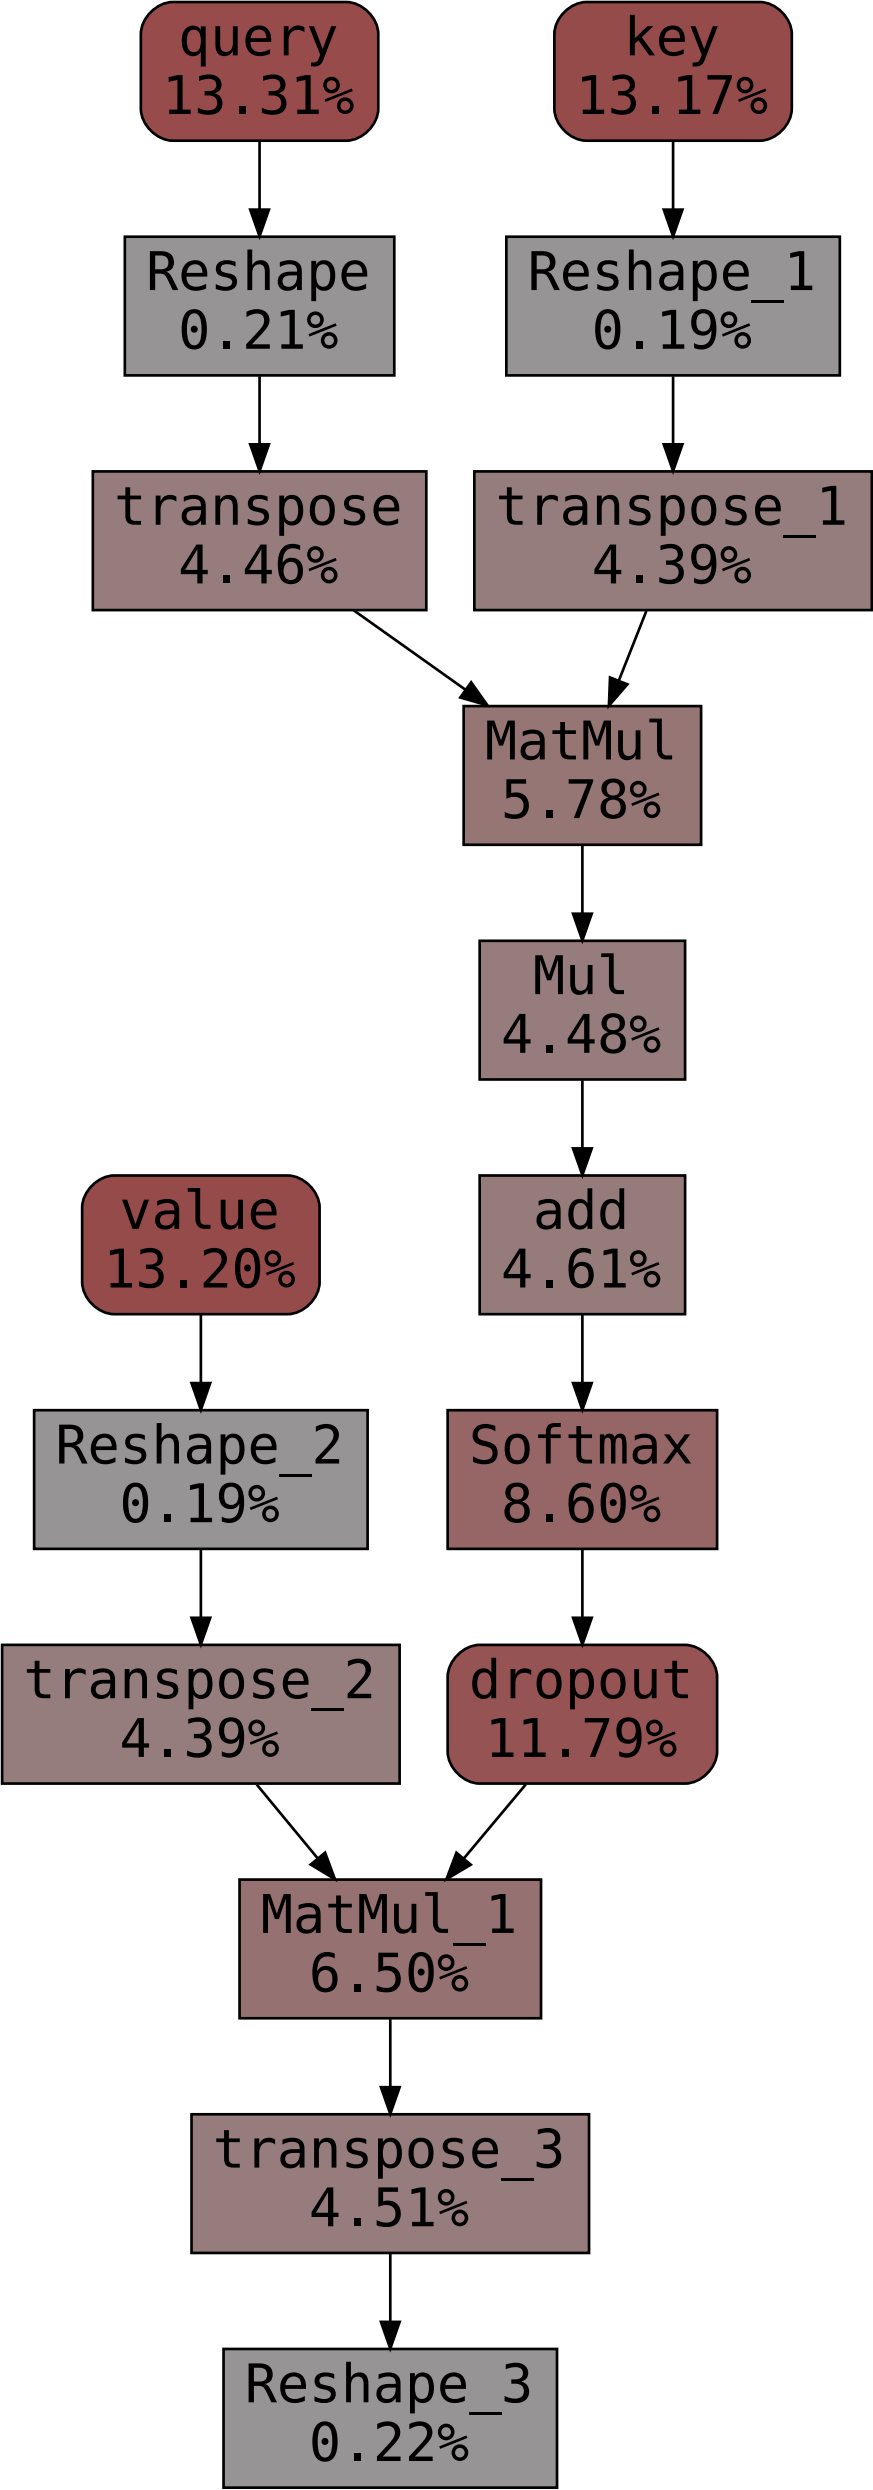 query
13.31%
key
13.17%
Reshape
0.21%
Reshape_1
0.19%
transpose
4.46%
transpose_1
4.39%
MatMul
5.78%
Mul
4.48%
add
4.61%
value
13.20%
Reshape_2
0.19%
Softmax
8.60%
transpose_2
4.39%
dropout
11.79%
MatMul_1
6.50%
transpose_3
4.51%
Reshape_3
0.22%